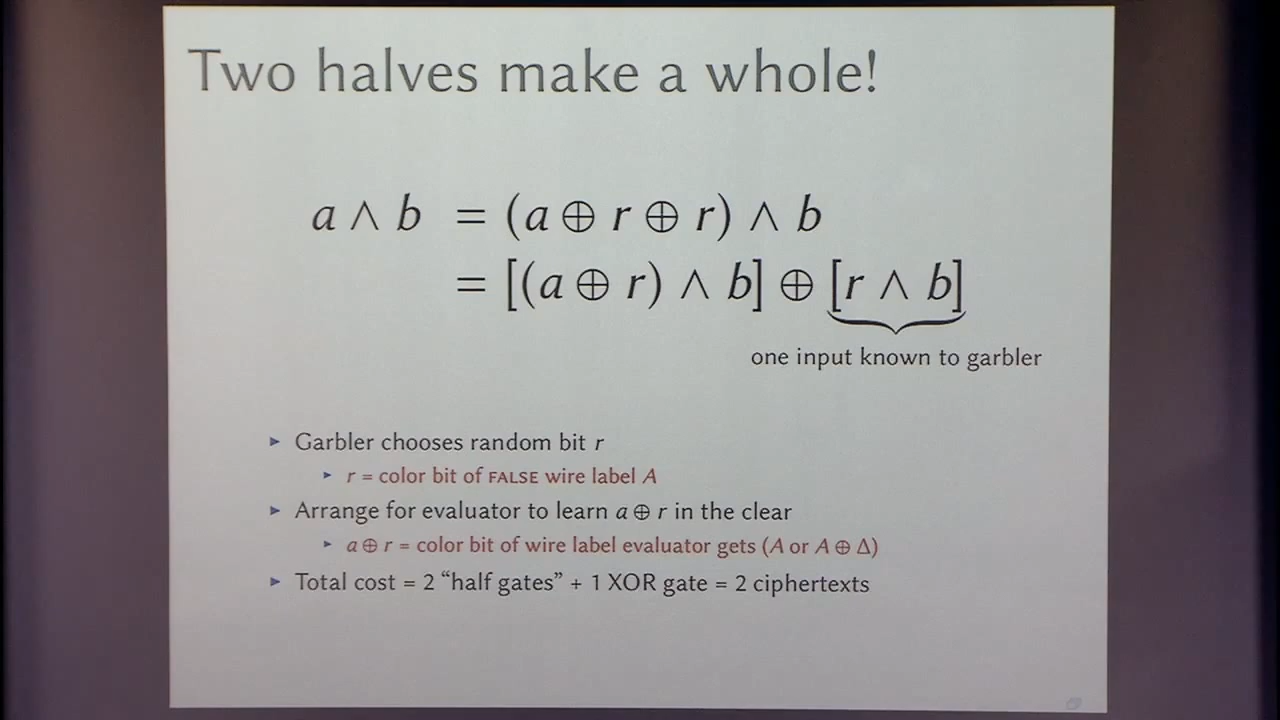 Two halves make a whole!
a ∧ b = (a ⊕ r ⊕ r) ∧ b
= [(a ⊕ r) ∧ b] ⊕ [r ∧ b]
one input known to garbler
▸ Garbler chooses random bit r
▸ r = color bit of FALSE wire label A
▸ Arrange for evaluator to learn a ⊕ r in the clear
▸ a ⊕ r = color bit of wire label evaluator gets (A or A ⊕ Δ)
▸ Total cost = 2 “half gates” + 1 XOR gate = 2 ciphertexts